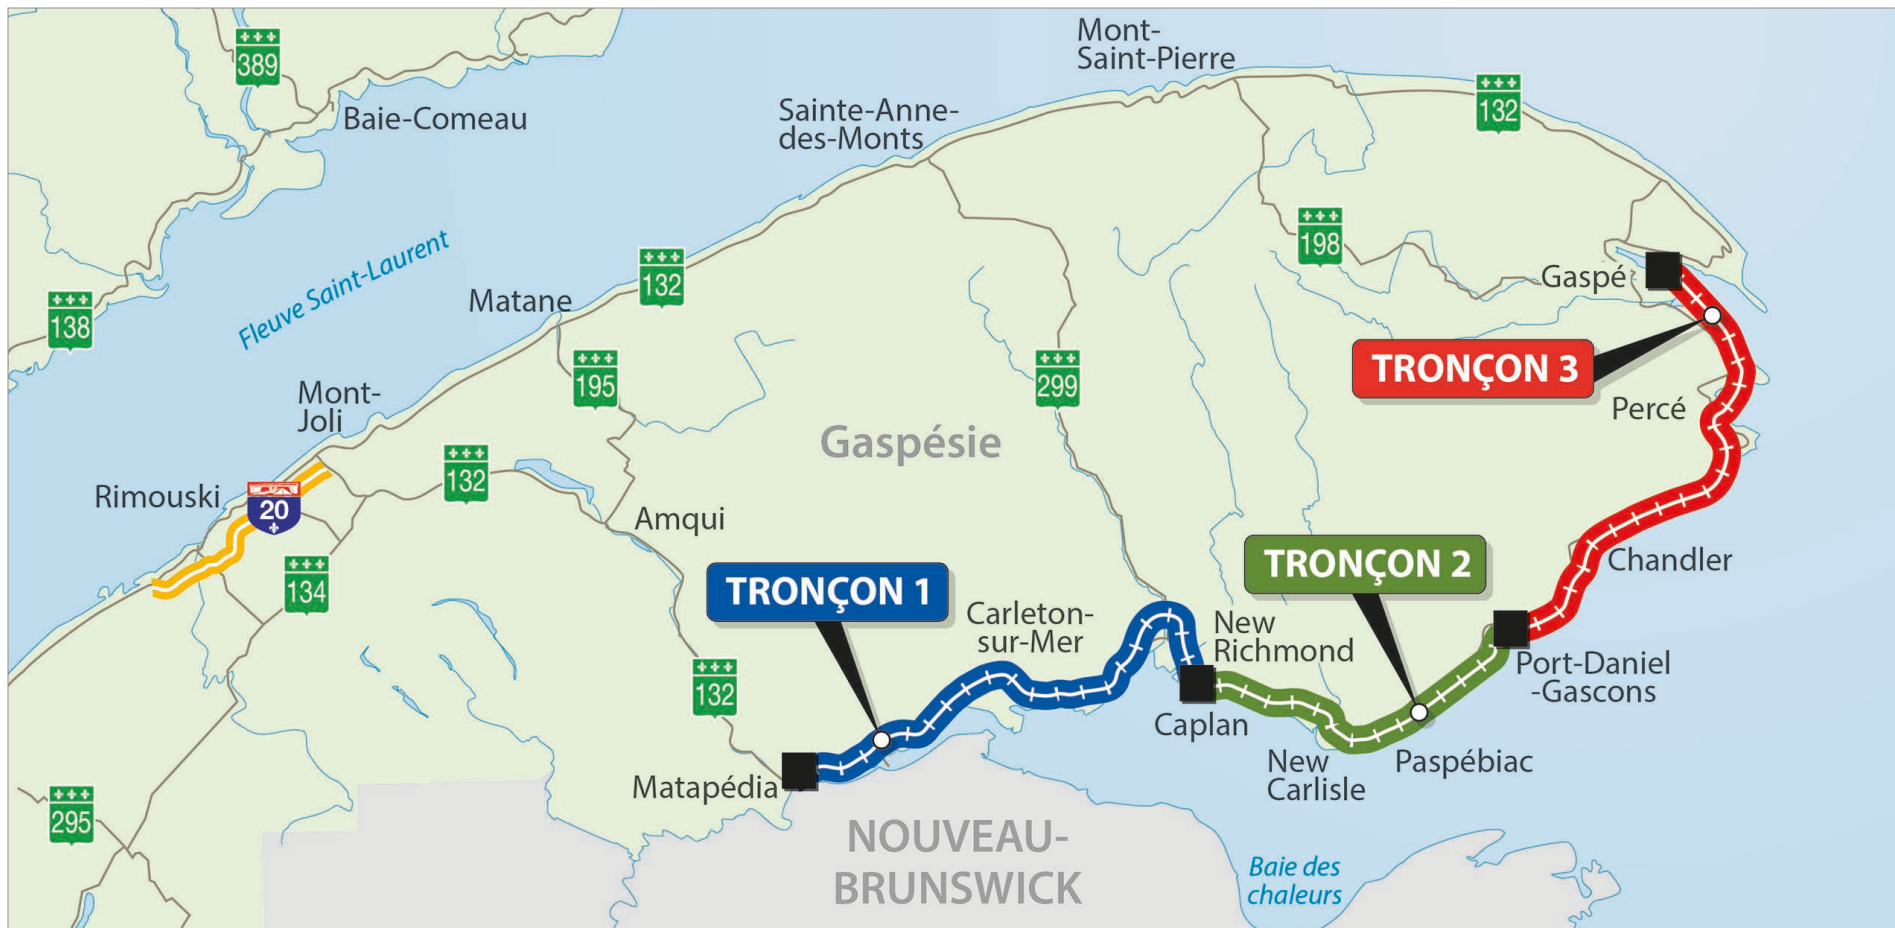 389
Baie-Comeau
Mont-
Saint-Pierre
132
Sainte-Anne-
des-Monts
138
Fleuve Saint-Laurent
Matane
132
198
Gaspé
195
299
TRONÇON 3
Mont-
Joli
Percé
Gaspésie
132
Rimouski
20
Amqui
134
TRONÇON 1
TRONÇON 2
Chandler
Carleton-
sur-Mer
New
Richmond
Port-Daniel
-Gascons
132
Caplan
Matapédia
New
Carlisle
Paspébiac
295
NOUVEAU-
BRUNSWICK
Baie des
chaleurs